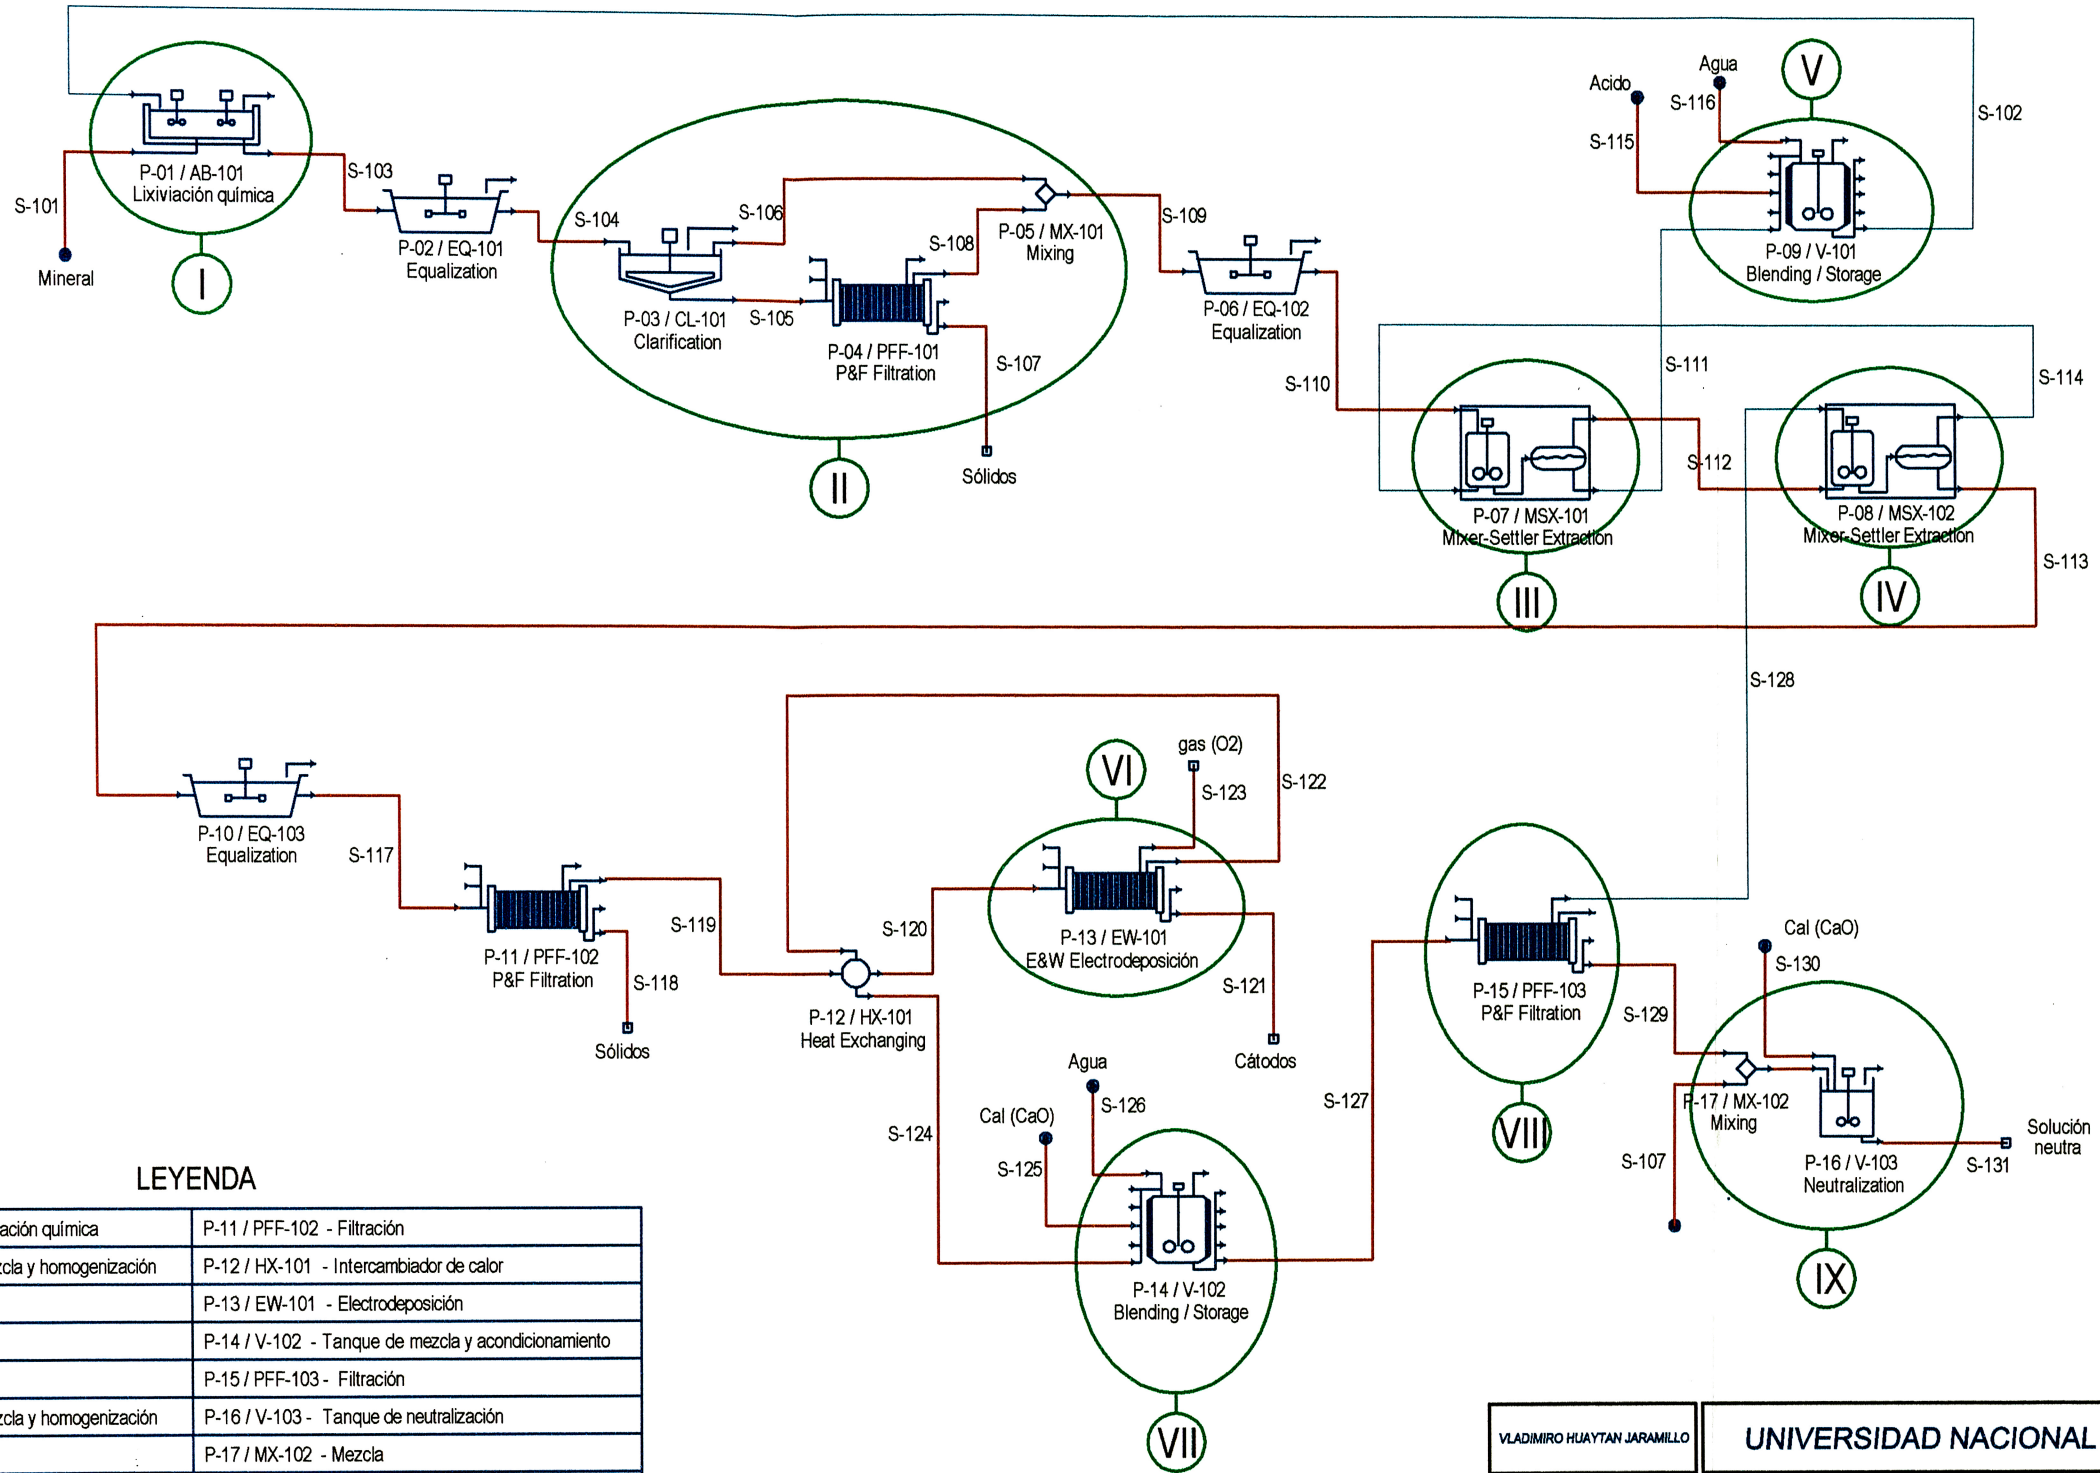 Acido
Agua
V
S-116
S-102
S-115
P-01 / AB-101
Lixiviación química
S-103
S-101
Mineral
I
P-02 / EQ-101
Equalization
S-104
S-106
S-108
P-05 / MX-101
Mixing
S-109
P-03 / CL-101
Clarification
S-105
P-04 / PFF-101
P&F Filtration
S-107
Sólidos
II
P-06 / EQ-102
Equalization
S-110
P-09 / V-101
Blending / Storage
S-111
S-114
S-112
P-07 / MSX-101
Mixer-Settler Extraction
III
P-08 / MSX-102
Mixer-Settler Extraction
IV
S-113
S-128
P-10 / EQ-103
Equalization
S-117
P-11 / PFF-102
P&F Filtration
S-118
Sólidos
S-119
P-12 / HX-101
Heat Exchanging
S-120
VI
gas (O2)
S-123
S-122
P-13 / EW-101
E&W Electrodeposición
S-121
Cátodos
S-124
Agua
S-126
Cal (CaO)
S-125
P-14 / V-102
Blending / Storage
VII
S-127
P-15 / PFF-103
P&F Filtration
VIII
S-129
Cal (CaO)
S-130
P-17 / MX-102
Mixing
S-107
P-16 / V-103
Neutralization
S-131
Solución
neutra
IX
LEYENDA
química P-11 / PFF-102 - Filtración
y homogenización P-12 / HX-101 - Intercambiador de calor
P-13 / EW-101 - Electrodeposición
P-14 / V-102 - Tanque de mezcla y acondicionamiento
P-15 / PFF-103 - Filtración
y homogenización P-16 / V-103 - Tanque de neutralización
P-17 / MX-102 - Mezcla
VLADIMIRO HUAYTAN JARAMILLO
UNIVERSIDAD NACIONAL